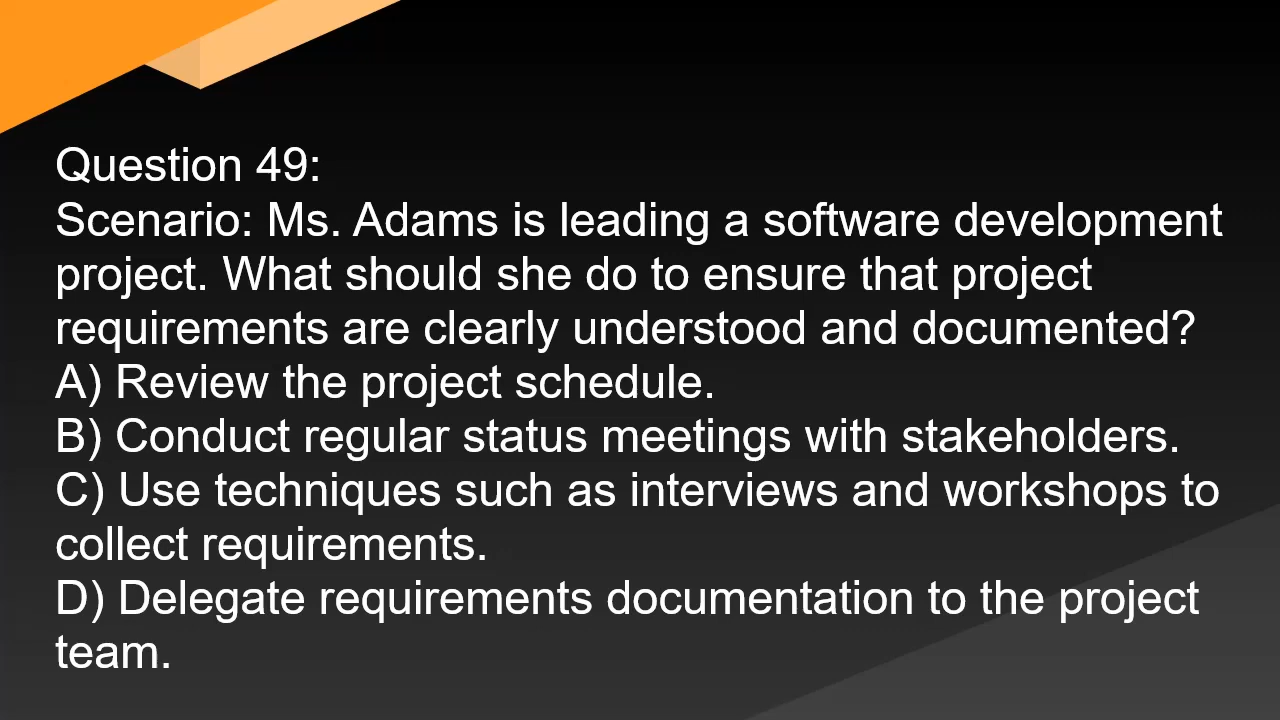 Question 49:
Scenario: Ms. Adams is leading a software development
project. What should she do to ensure that project
requirements are clearly understood and documented?
A) Review the project schedule.
B) Conduct regular status meetings with stakeholders.
C) Use techniques such as interviews and workshops to
collect requirements.
D) Delegate requirements documentation to the project
team.